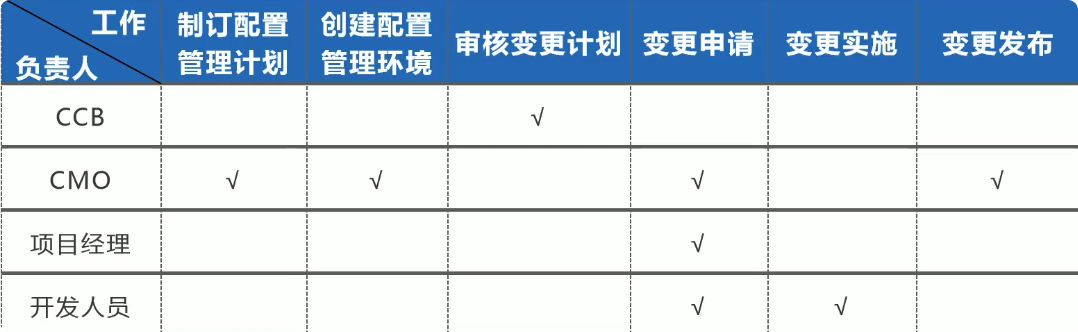 工作
负责人
制订配置
管理计划
创建配置
管理环境
审核变更计划
变更申请
变更实施
变更发布
CCB
√
CMO
√
√
√
√
项目经理
√
开发人员
√
√